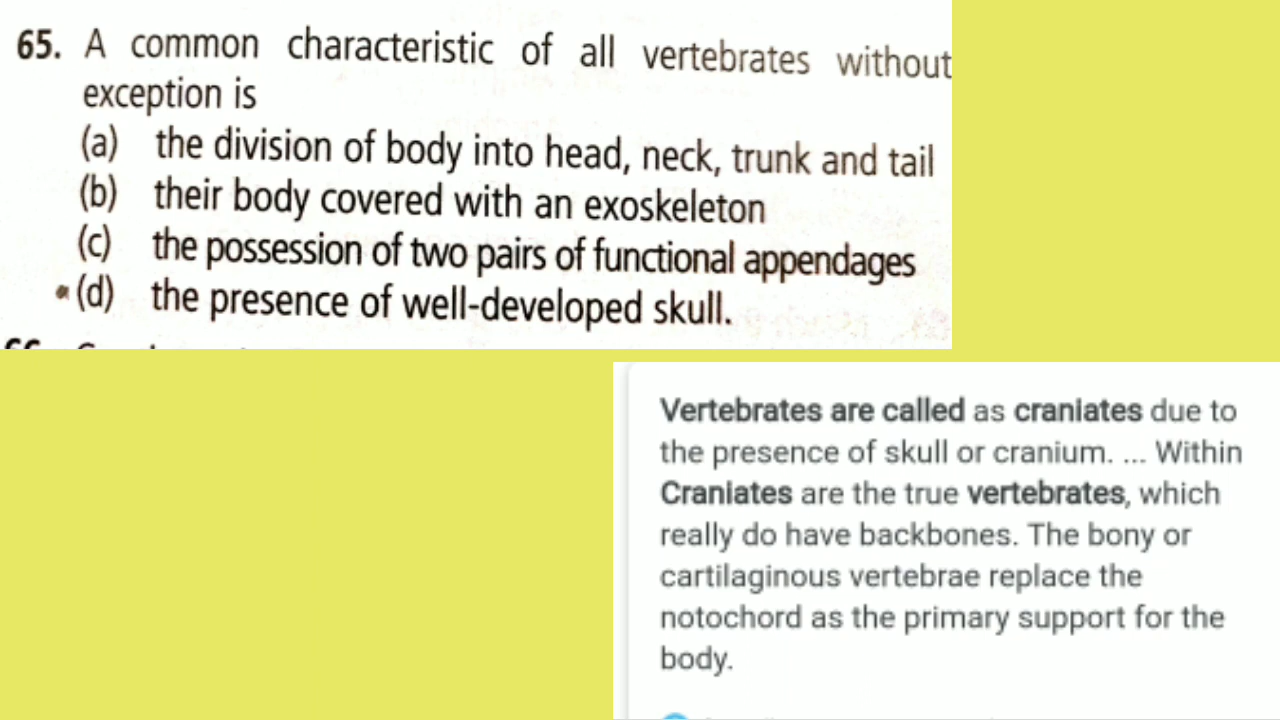 65. A common characteristic of all vertebrates without
exception is
(a) the division of body into head, neck, trunk and tail
(b) their body covered with an exoskeleton
(c) the possession of two pairs of functional appendages
(d) the presence of well-developed skull.
Vertebrates are called as craniates due to
the presence of skull or cranium. ... Within
Craniates are the true vertebrates, which
really do have backbones. The bony or
cartilaginous vertebrae replace the
notochord as the primary support for the
body.